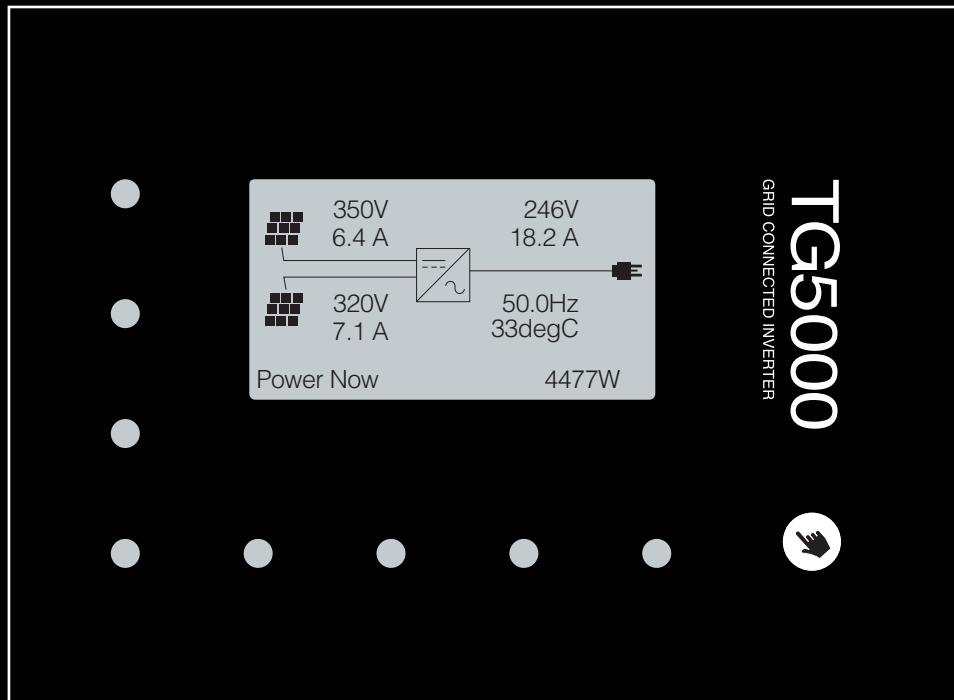 350V
6.4 A
246V
18.2 A
320V
7.1 A
50.0Hz
33degC
Power Now 4477W
TG5000
GRID CONNECTED INVERTER